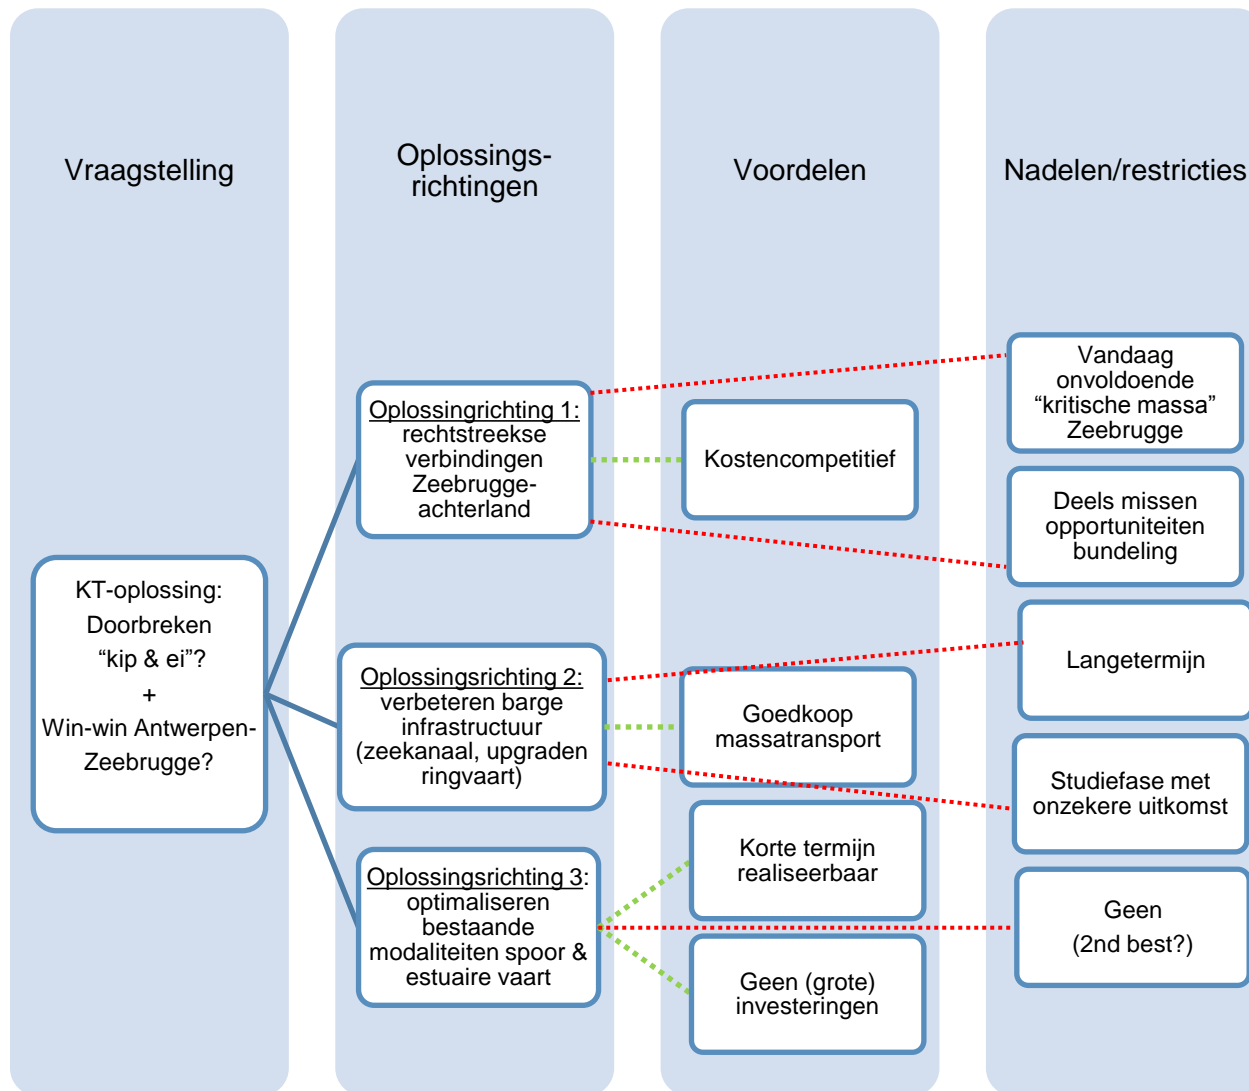 Vraagstelling
Oplossings-
richtingen
Voordelen
Nadelen/restricties
KT-oplossing:
Doorbreken
“kip & ei”?
+
Win-win Antwerpen-
Zeebrugge?
Oplossingrichting 1:
rechtstreekse
verbindingen
Zeebrugge-
achterland
Oplossingsrichting 2:
verbeteren barge
infrastructuur
(zeekanaal, upgraden
ringvaart)
Oplossingsrichting 3:
optimaliseren
bestaande
modaliteiten spoor &
estuaire vaart
Kostencompetitief
Goedkoop
massatransport
Korte termijn
realiseerbaar
Geen (grote)
investeringen
Vandaag
onvoldoende
“kritische massa”
Zeebrugge
Deels missen
opportuniteiten
bundeling
Langetermijn
Studiefase met
onzekere uitkomst
Geen
(2nd best?)